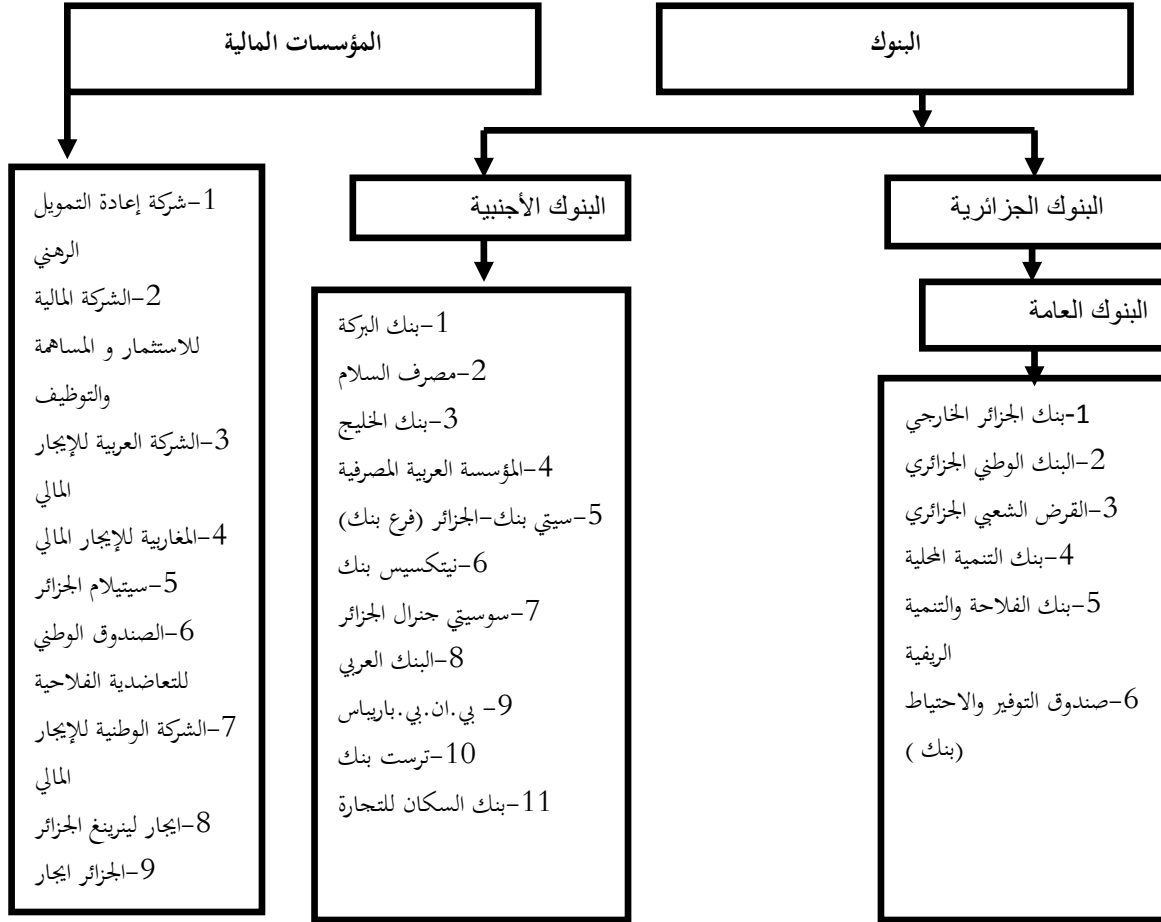 البنوك
المؤسسات المالية
البنوك الجزائرية
البنوك العامة
1-بنك الجزائر الخارجي
2-البنك الوطني الجزائري
3-القرض الشعبي الجزائري
4-بنك التنمية المحلية
5-بنك الفلاحة والتنمية
الريفية
6-صندوق التوفير والاحتياط
(بنك )
البنوك الأجنبية
1-بنك البركة
2-مصرف السلام
3-بنك الخليج
4-المؤسسة العربية المصرفية
5-سيتي بنك-الجزائر (فرع بنك)
6-نيتكسيس بنك
7-سوسيتي جنرال الجزائر
8-البنك العربي
9- بي.ان.بي.باريباس
10-ترست بنك
11-بنك السكان للتجارة
1-شركة إعادة التمويل
الرهني
2-الشركة المالية
للاستثمار و المساهمة
والتوظيف
3-الشركة العربية للإيجار
المالي
4-المغاربية للإيجار المالي
5-سيتيلام الجزائر
6-الصندوق الوطني
للتعاضدية الفلاحية
7-الشركة الوطنية للإيجار
المالي
8-ايجار لينرينغ الجزائر
9-الجزائر ايجار